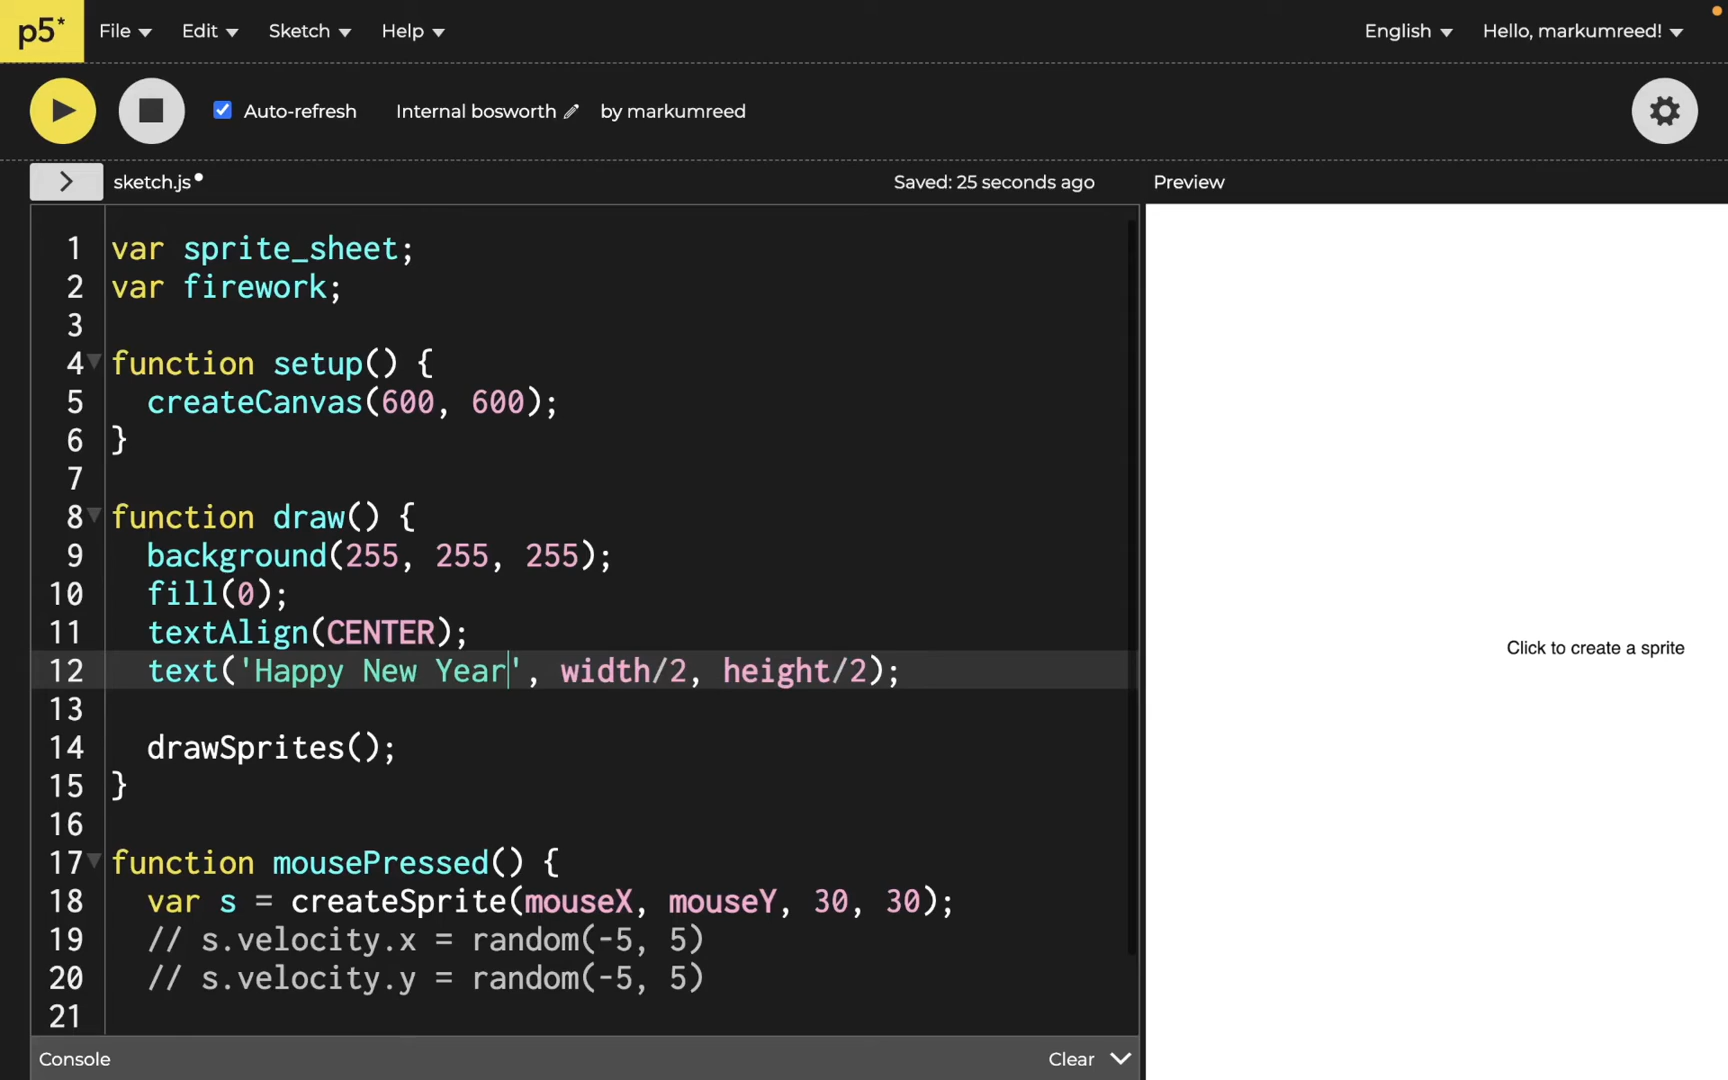 p5* File Edit Sketch Help English Hello, markumreed!
Auto-refresh Internal bosworth by markumreed
sketch.js Saved: 25 seconds ago Preview
1 var sprite_sheet;
2 var firework;
3
4 function setup() {
5 createCanvas(600, 600);
6 }
7
8 function draw() {
9 background(255, 255, 255);
10 fill(0);
11 textAlign(CENTER);
12 text('Happy New Year', width/2, height/2);
13
14 drawSprites();
15 }
16
17 function mousePressed() {
18 var s = createSprite(mouseX, mouseY, 30, 30);
19 // s.velocity.x = random(-5, 5)
20 // s.velocity.y = random(-5, 5)
21
Click to create a sprite
Console Clear